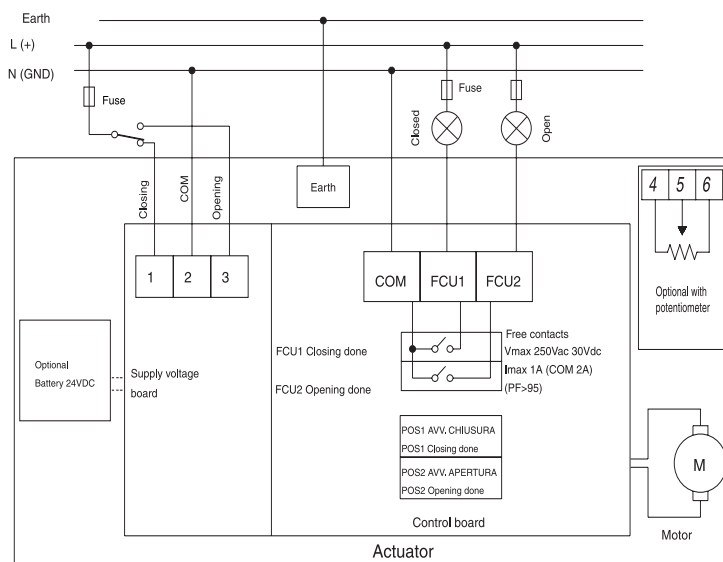 Earth
L (+)
N (GND)
Fuse
Fuse
Closed
Open
Closing
COM
Opening
Earth
4 5 6
Optional with
potentiometer
1 2 3
COM FCU1 FCU2
Free contacts
Vmax 250Vac 30Vdc
Imax 1A (COM 2A)
(PF>95)
FCU1 Closing done
FCU2 Opening done
Optional
Battery 24VDC
Supply voltage
board
POS1 AVV. CHIUSURA
POS1 Closing done
POS2 AVV. APERTURA
POS2 Opening done
M
Motor
Control board
Actuator